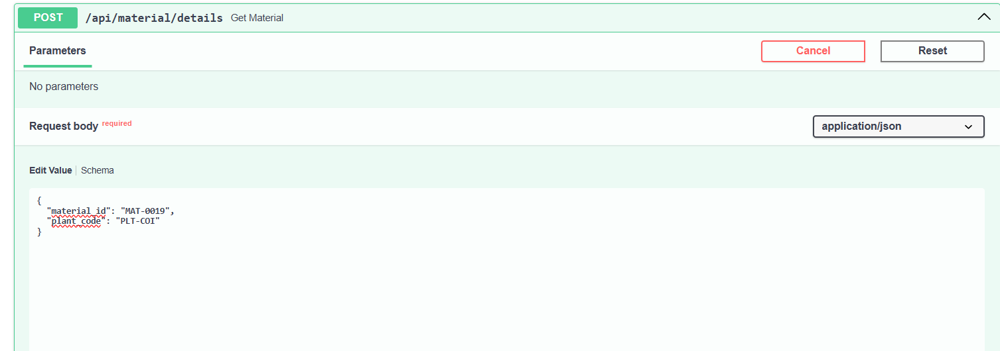 POST /api/material/details Get Material
Parameters
Cancel
Reset
No parameters
Request body required
application/json
Edit Value | Schema
{
  "material_id": "MAT-0019",
  "plant_code": "PLT-COI"
}